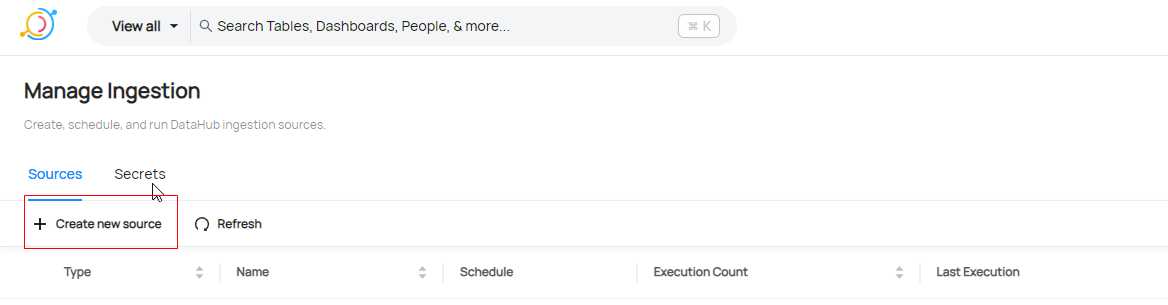 View all Search Tables, Dashboards, People, & more... ⌘ K
Manage Ingestion
Create, schedule, and run DataHub ingestion sources.
Sources Secrets
Create new source Refresh
Type Name Schedule Execution Count Last Execution